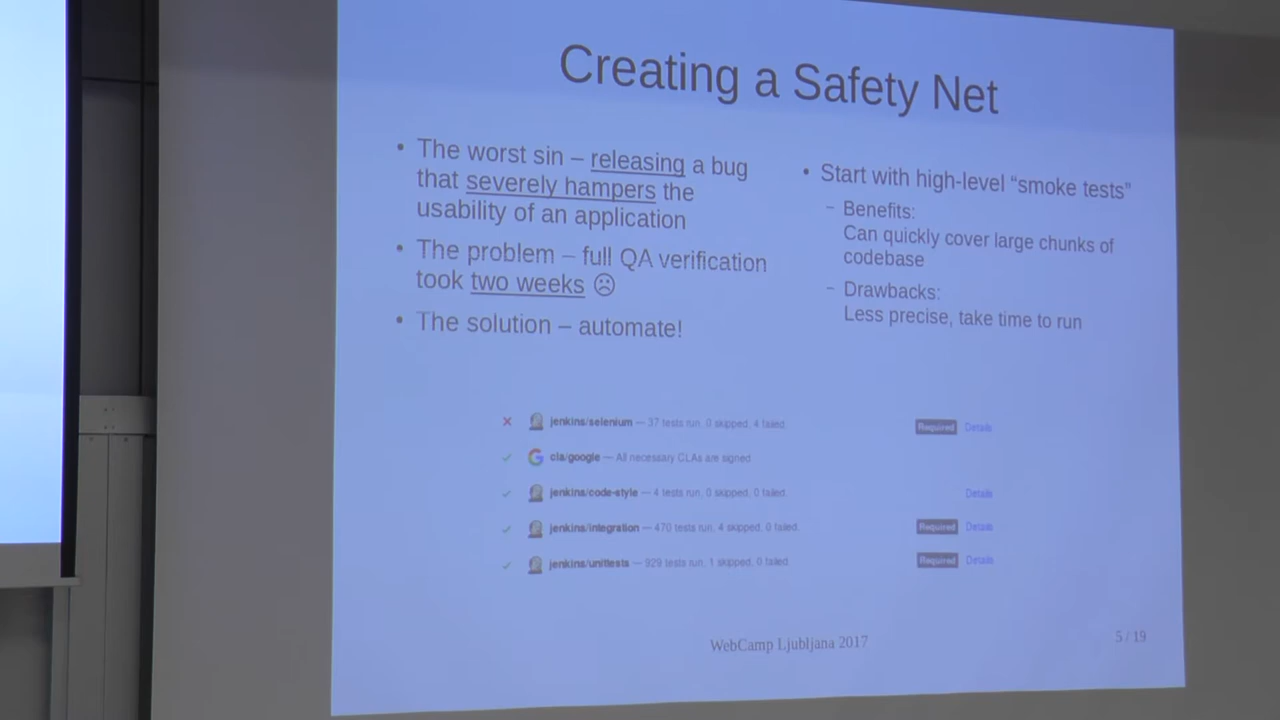 Creating a Safety Net
• The worst sin – releasing a bug
that severely hampers the
usability of an application
• The problem – full QA verification
took two weeks ☹
• The solution – automate!
• Start with high-level “smoke tests”
– Benefits:
Can quickly cover large chunks of
codebase
– Drawbacks:
Less precise, take time to run
jenkins/selenium — 37 tests run, 0 skipped, 4 failed. Required Details
cla/google — All necessary CLAs are signed
jenkins/code-style — 4 tests run, 0 skipped, 0 failed. Details
jenkins/integration — 470 tests run, 4 skipped, 0 failed. Required Details
jenkins/unittests — 929 tests run, 1 skipped, 0 failed. Required Details
WebCamp Ljubljana 2017
5 / 19